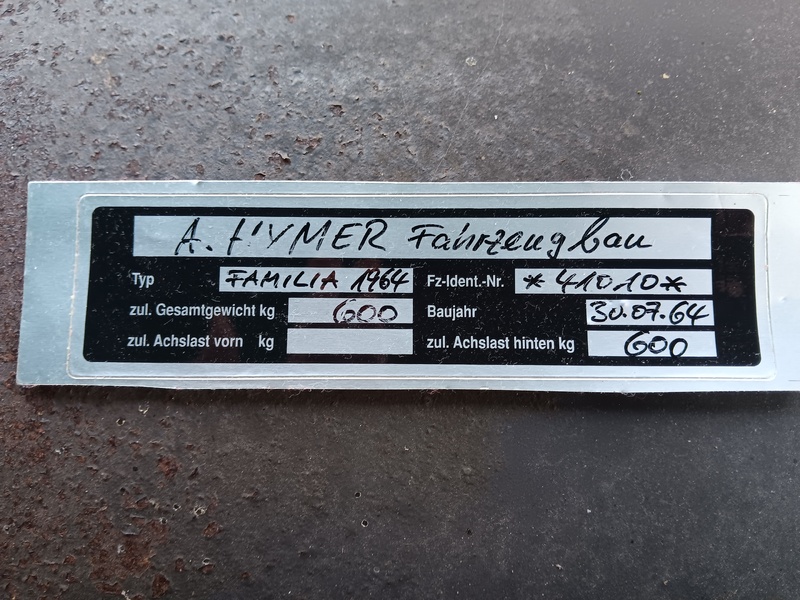 A. HYMER Fahrzeugbau
Typ FAMILIA 1964 Fz-Ident.-Nr. *41010*
zul. Gesamtgewicht kg 600 Baujahr 30.07.64
zul. Achslast vorn kg zul. Achslast hinten kg 600